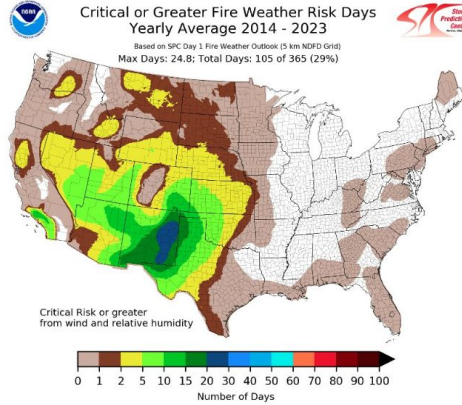 noaa
Critical or Greater Fire Weather Risk Days
Yearly Average 2014 - 2023
Based on SPC Day 1 Fire Weather Outlook (5 km NDFD Grid)
Max Days: 24.8; Total Days: 105 of 365 (29%)
Critical Risk or greater
from wind and relative humidity
0 1 2 5 10 15 20 30 40 50 60 70 80 90 100
Number of Days